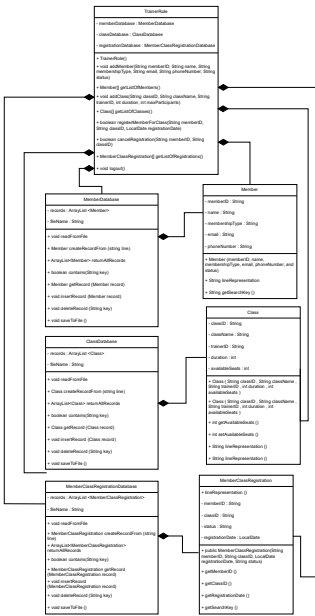 TrainerRole
- memberDatabase : MemberDatabase
- classDatabase : ClassDatabase
- registrationDatabase : MemberClassRegistrationDatabase
+ TrainerRole()
+ void addMember(String memberID, String name, String
membershipType, String email, String phoneNumber, String
status)
+ Member[] getListOfMembers()
+ void addClass(String classID, String className, String
trainerID, int duration, int maxParticipants)
+ Class[] getListOfClasses()
+ boolean registerMemberForClass(String memberID,
String classID, LocalDate registrationDate)
+ boolean cancelRegistration(String memberID, String
classID)
+ MemberClassRegistration[] getListOfRegistrations()
+ void logout()
MemberDatabase
- records : ArrayList <Member>
- fileName : String
+ void readFromFile
+ Member createRecordFrom (string line)
+ ArrayList<Member> returnAllRecords
+ boolean contains(String key)
+ Member getRecord (Member record)
+ void insertRecord (Member record)
+ void deleteRecord (String key)
+ void saveToFile ()
Member
- memberID : String
- name : String
- membershipType : String
- email : String
- phoneNumber : String
+ Member (memberID, name,
membershipType, email, phoneNumber, and
status)
+ String lineRepresentation
+ String getSearchKey ()
ClassDatabase
- records : ArrayList <Class>
- fileName : String
+ void readFromFile
+ Class createRecordFrom (String line)
+ ArrayList<Class> returnAllRecords
+ boolean contains(String key)
+ Class getRecord (Class record)
+ void insertRecord (Class record)
+ void deleteRecord (String key)
+ void saveToFile ()
Class
- classID : String
- className : String
- trainerID : String
- duration : int
- availableSeats : int
+ Class ( String classID , String className ,
String trainerID , int duration , int
availableSeats )
+ Class ( String classID , String className ,
String trainerID , int duration , int
availableSeats )
+ int getAvailableSeats ()
+ int setAvailableSeats ()
+ String lineRepresentation ()
+ String lineRepresentation ()
MemberClassRegistrationDatabase
- records : ArrayList <MemberClassRegistration>
- fileName : String
+ void readFromFile
+ MemberClassRegistration createRecordFrom (string
line)
+ ArrayList<MemberClassRegistration>
returnAllRecords
+ boolean contains(String key)
+ MemberClassRegistration getRecord
(MemberClassRegistration record)
+ void insertRecord
(MemberClassRegistration record)
+ void deleteRecord (String key)
+ void saveToFile ()
MemberClassRegistration
+ lineRepresentation ()
- memberID : String
- classID : String
- status : String
- registrationDate : LocalDate
+ public MemberClassRegistration(String
memberID, String classID, LocalDate
registrationDate, String status)
+ getMemberID ()
+ getClassID ()
+ getRegistrationDate ()
+ getSearchKey ()